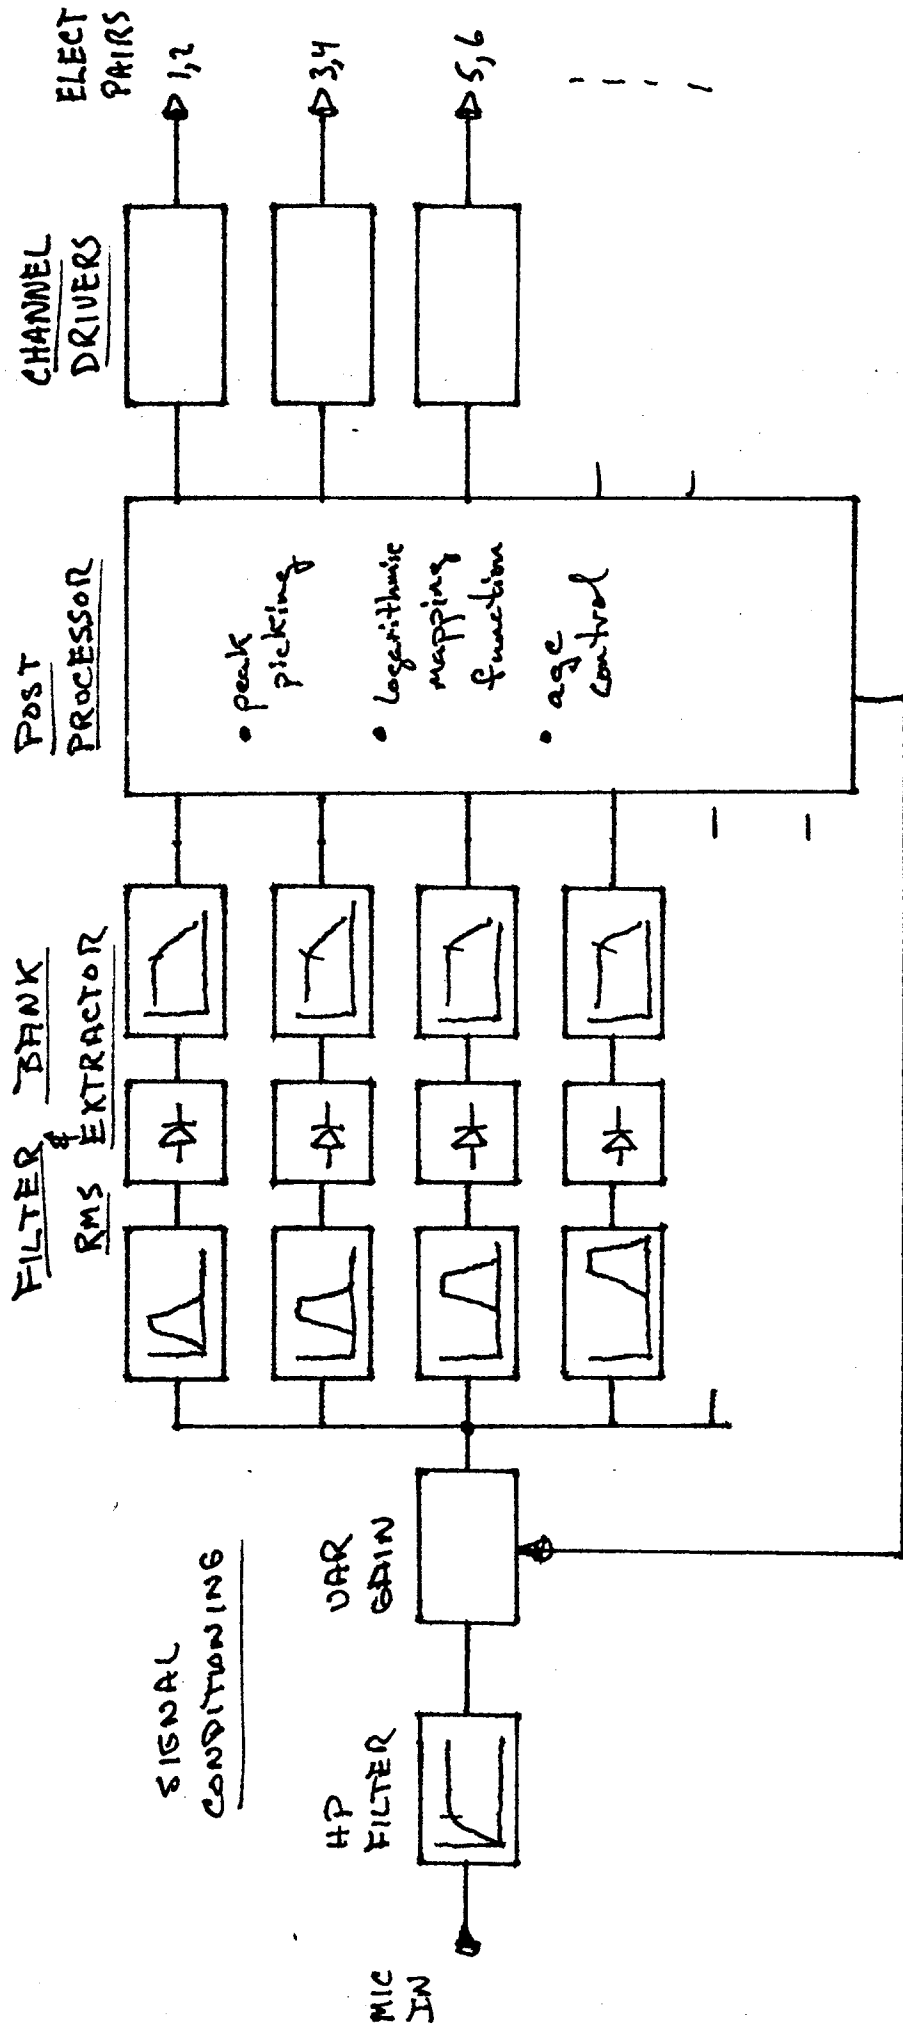 MIC
IN
SIGNAL
CONDITIONING
HP
FILTER
VAR
GAIN
FILTER BANK
&
RMS EXTRACTOR
POST
PROCESSOR
• peak
picking
• Logarithmic
mapping
function
• agc
control
CHANNEL
DRIVERS
ELECT
PAIRS
1,2
3,4
5,6